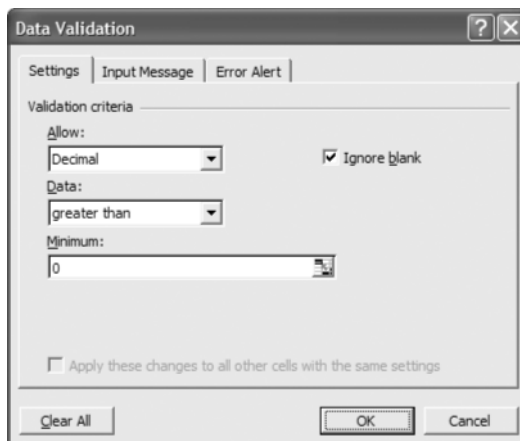 Data Validation
Settings Input Message Error Alert
Validation criteria
Allow:
Decimal
Ignore blank
Data:
greater than
Minimum:
0
Apply these changes to all other cells with the same settings
Clear All OK Cancel